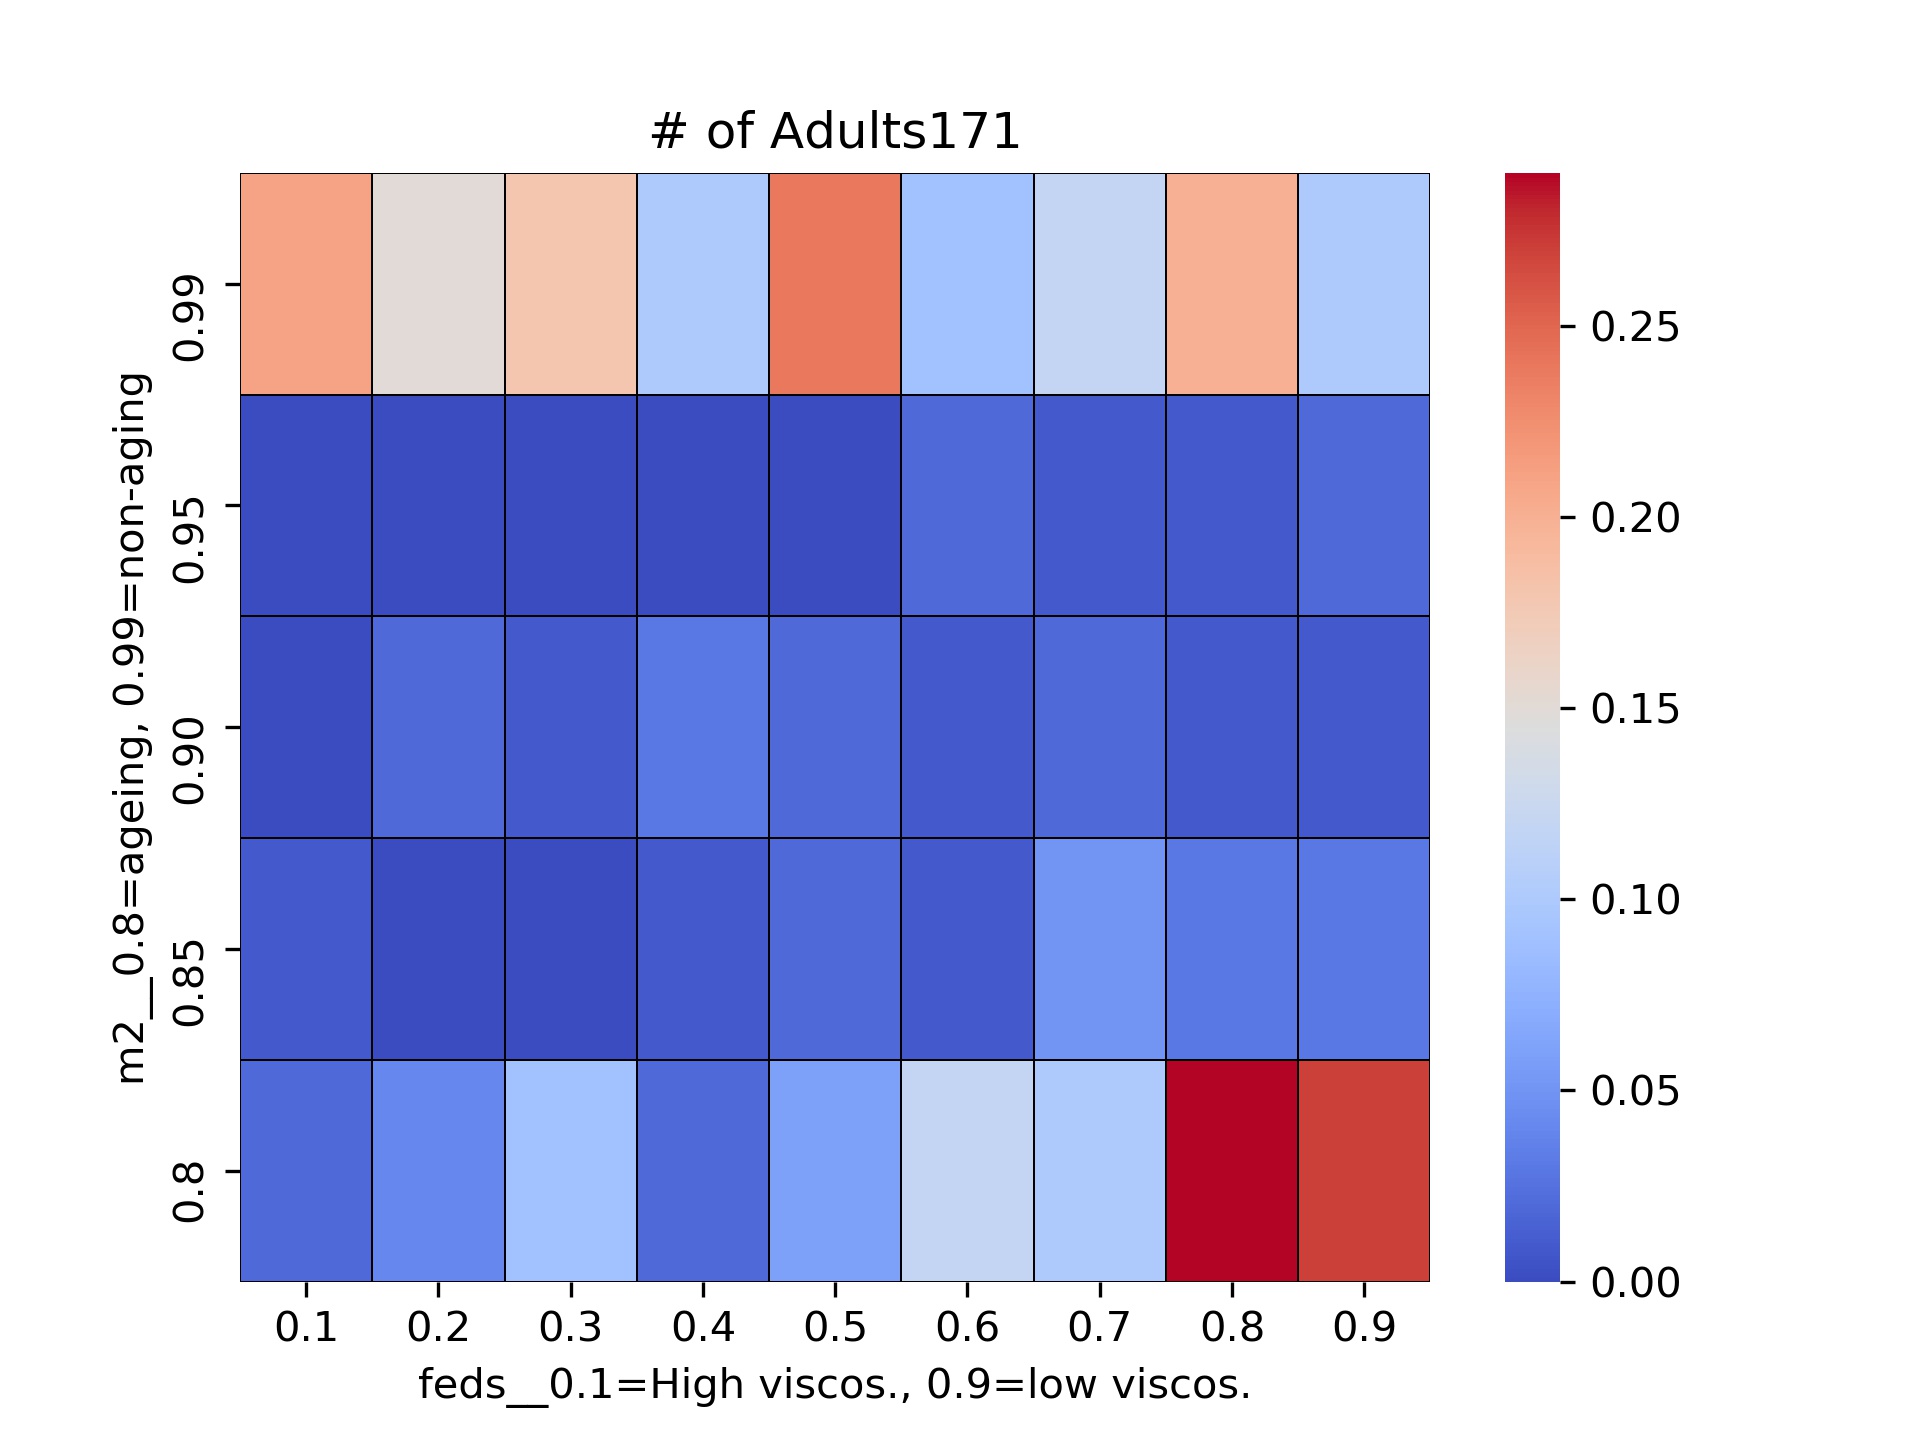 # of Adults171
m2__0.8=ageing, 0.99=non-aging
0.99
0.95
0.90
0.85
0.8
0.1 0.2 0.3 0.4 0.5 0.6 0.7 0.8 0.9
feds__0.1=High viscos., 0.9=low viscos.
0.25
0.20
0.15
0.10
0.05
0.00